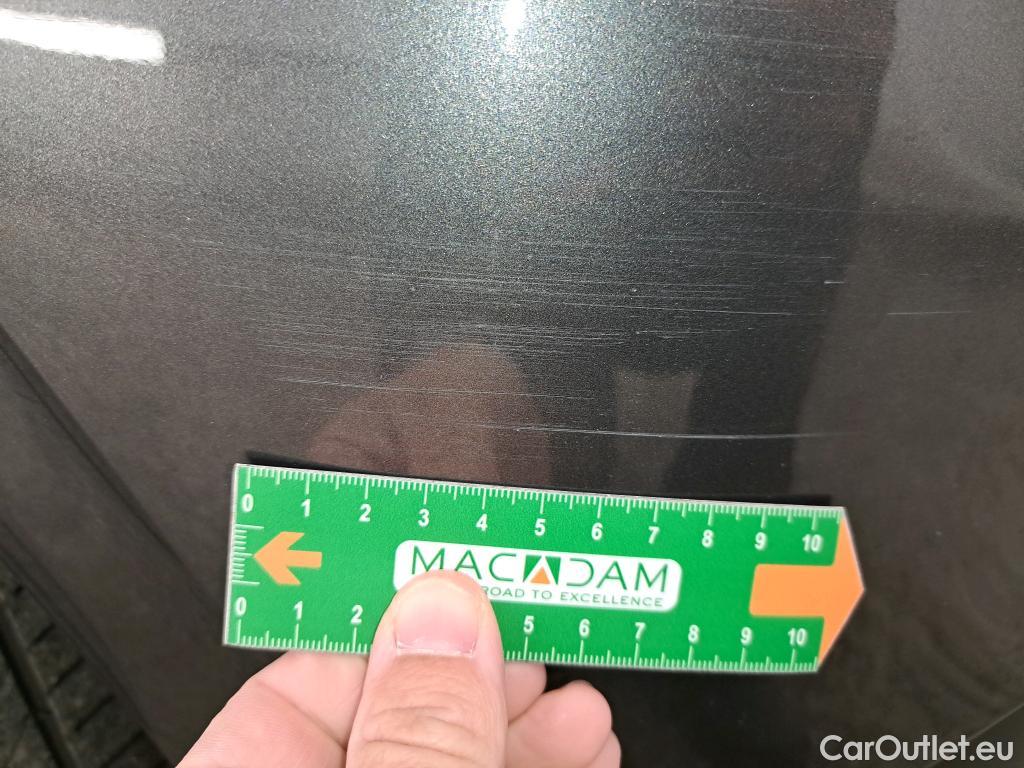 0 1 2 3 4 5 6 7 8 9 10
MACADAM
ROAD TO EXCELLENCE
0 1 2 5 6 7 8 9 10
CarOutlet.eu